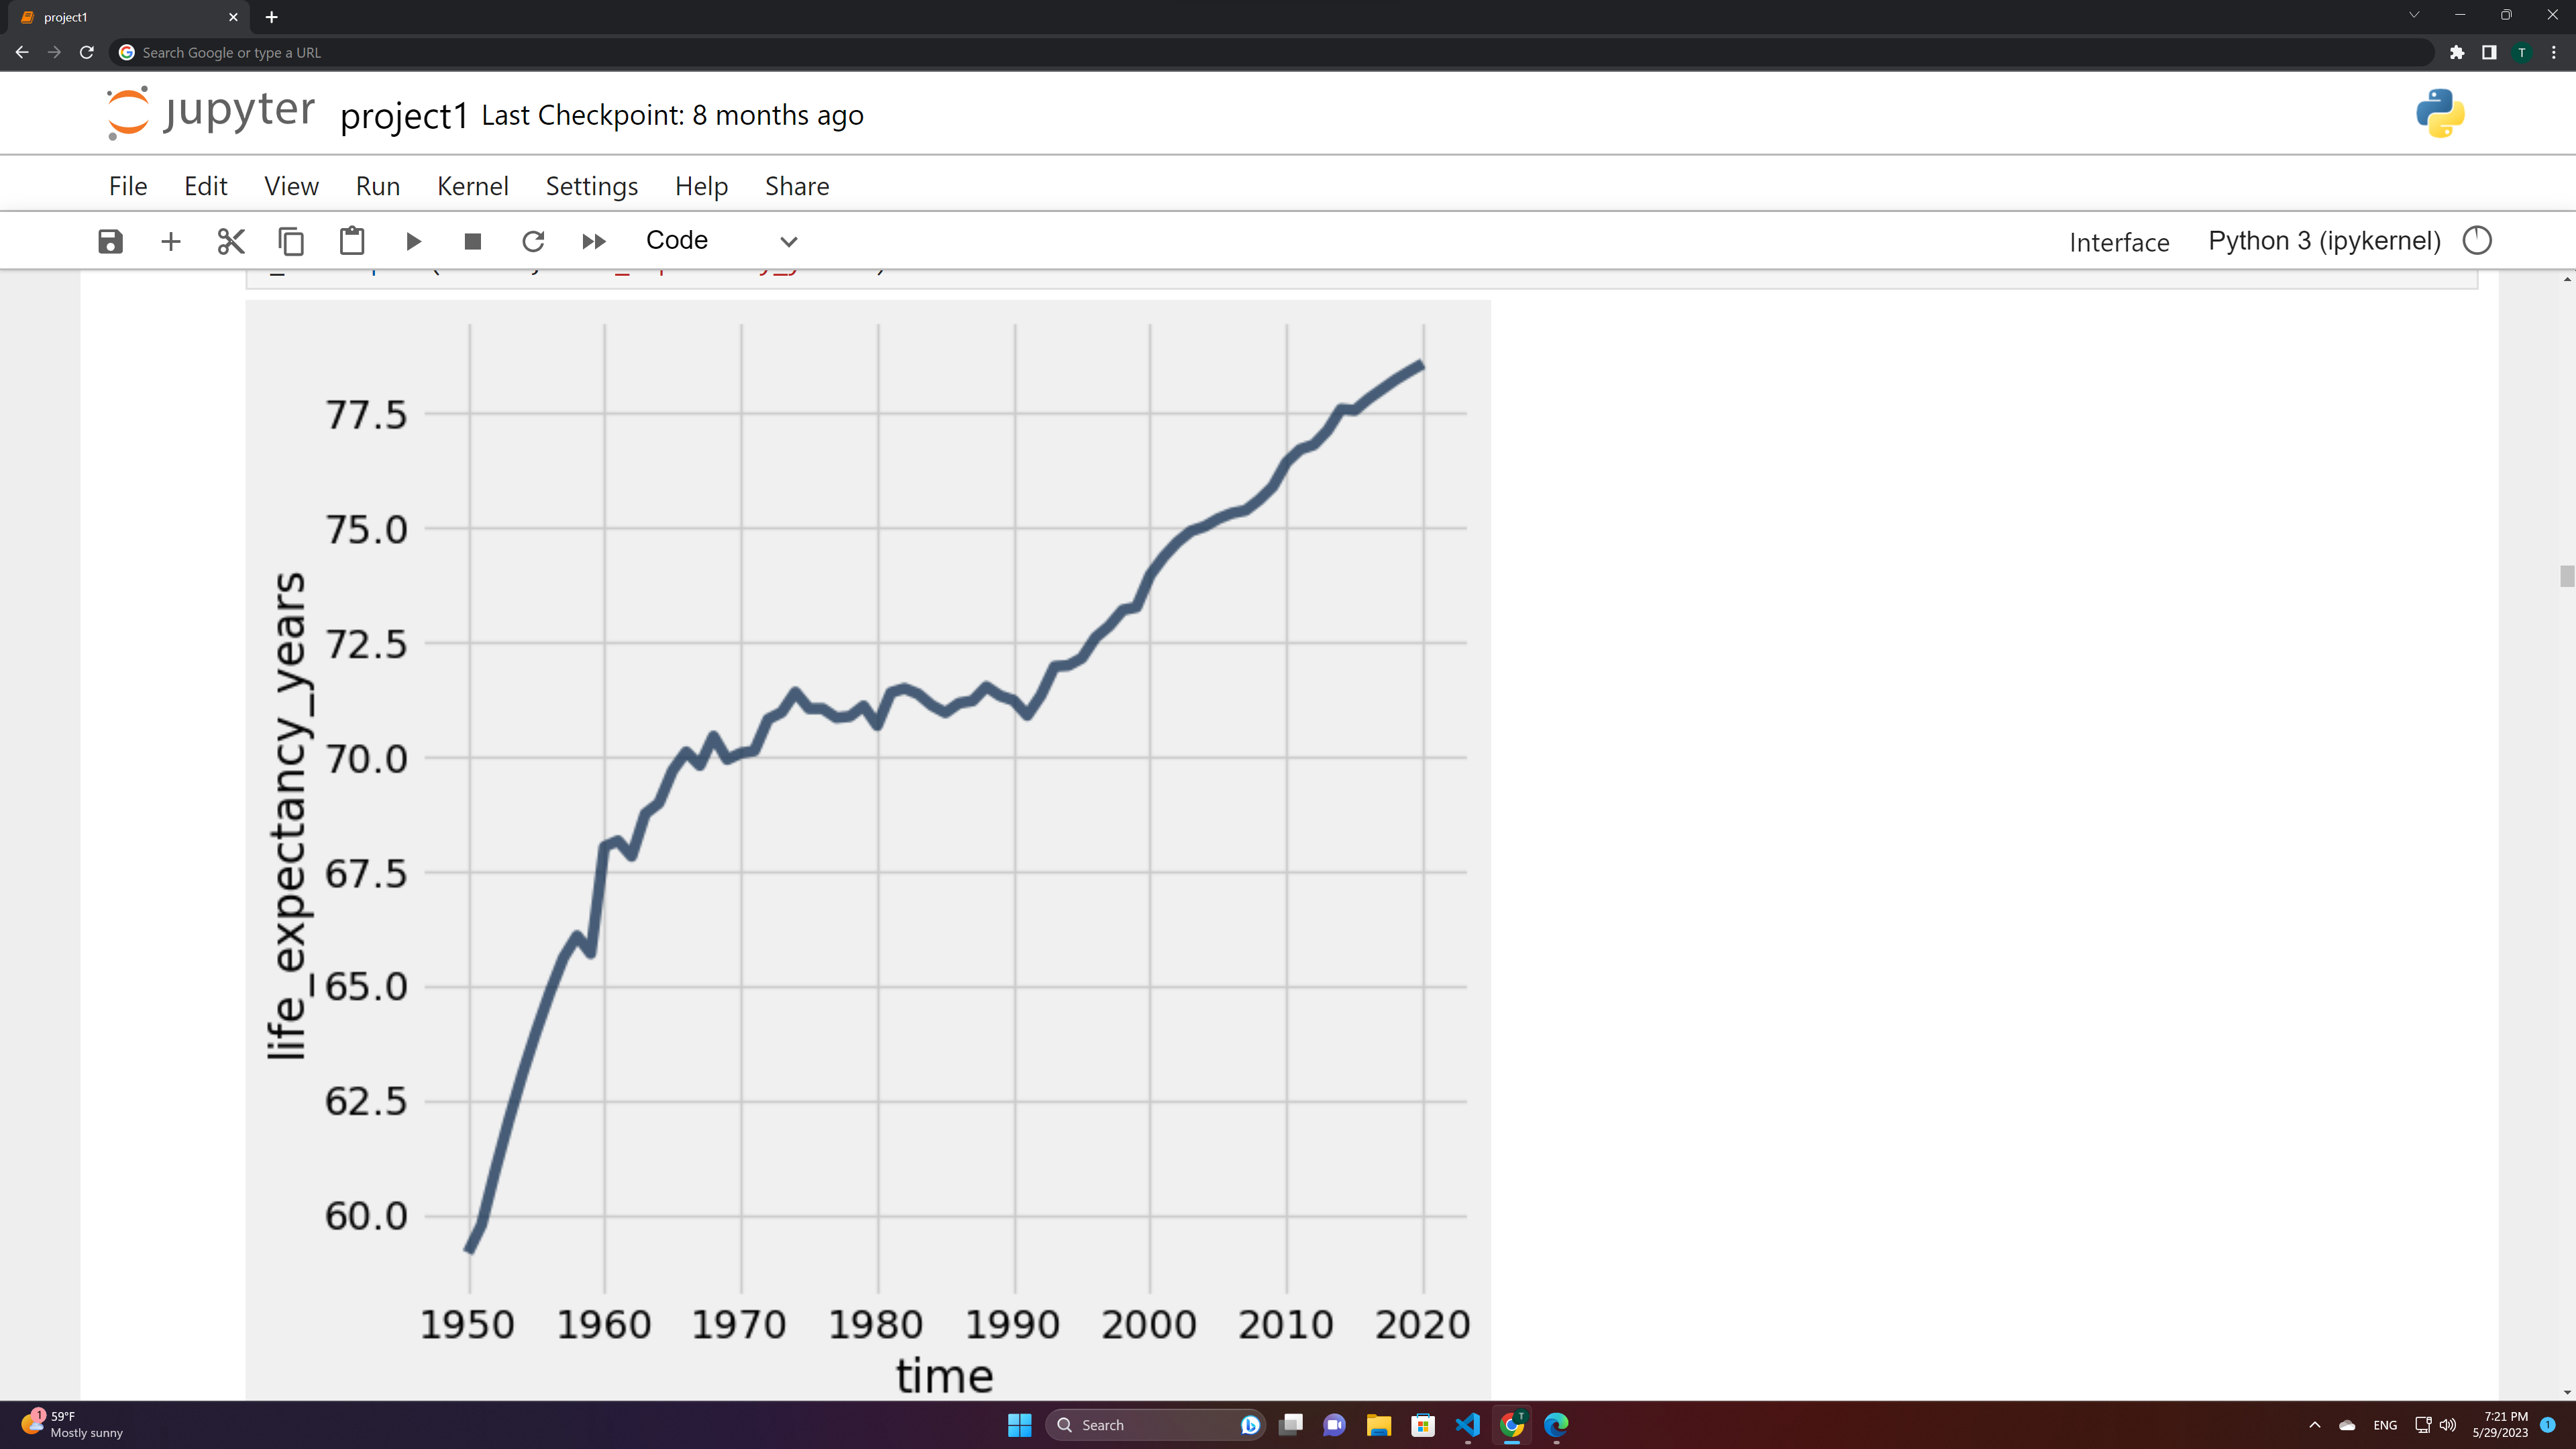 project1
Search Google or type a URL
T
jupyter project1 Last Checkpoint: 8 months ago
File Edit View Run Kernel Settings Help Share
Code
Interface Python 3 (ipykernel)
77.5
75.0
72.5
70.0
67.5
65.0
62.5
60.0
life_expectancy_years
1950 1960 1970 1980 1990 2000 2010 2020
time
1
59°F
Mostly sunny
Search
T
ENG
7:21 PM
5/29/2023
1